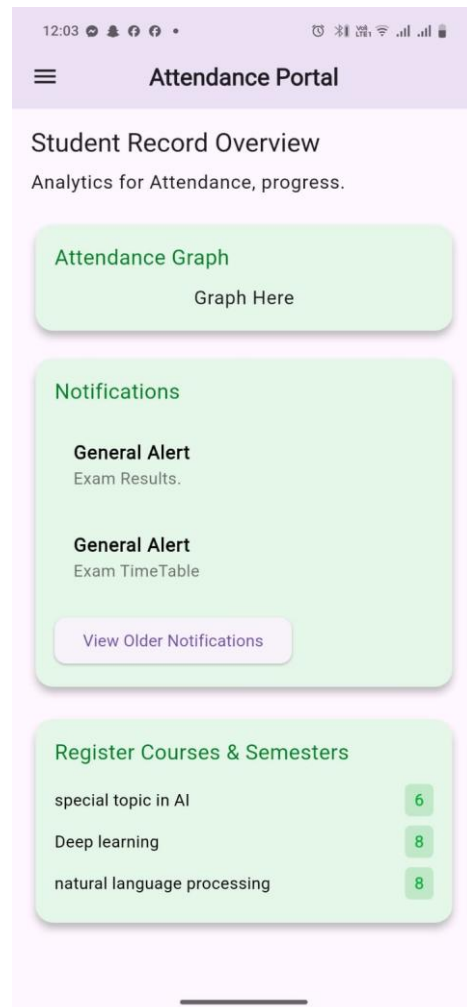 12:03
Attendance Portal
Student Record Overview
Analytics for Attendance, progress.
Attendance Graph
Graph Here
Notifications
General Alert
Exam Results.
General Alert
Exam TimeTable
View Older Notifications
Register Courses & Semesters
special topic in AI 6
Deep learning 8
natural language processing 8